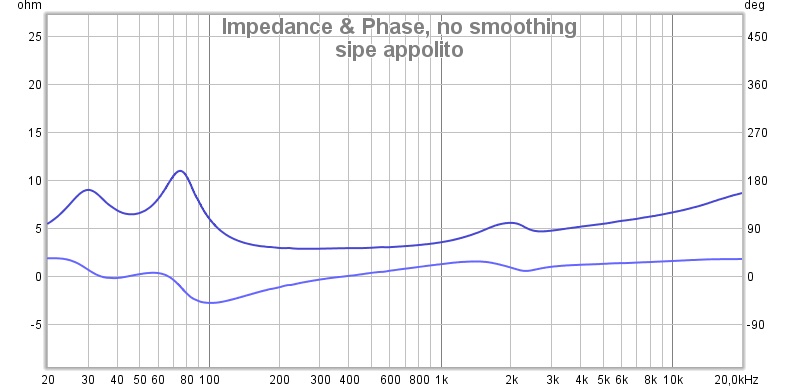 ohm deg
Impedance & Phase, no smoothing
sipe appolito
25 450
20 360
15 270
10 180
5 90
0 0
-5 -90
20 30 40 50 60 80 100 200 300 400 600 800 1k 2k 3k 4k 5k 6k 8k 10k 20,0kHz